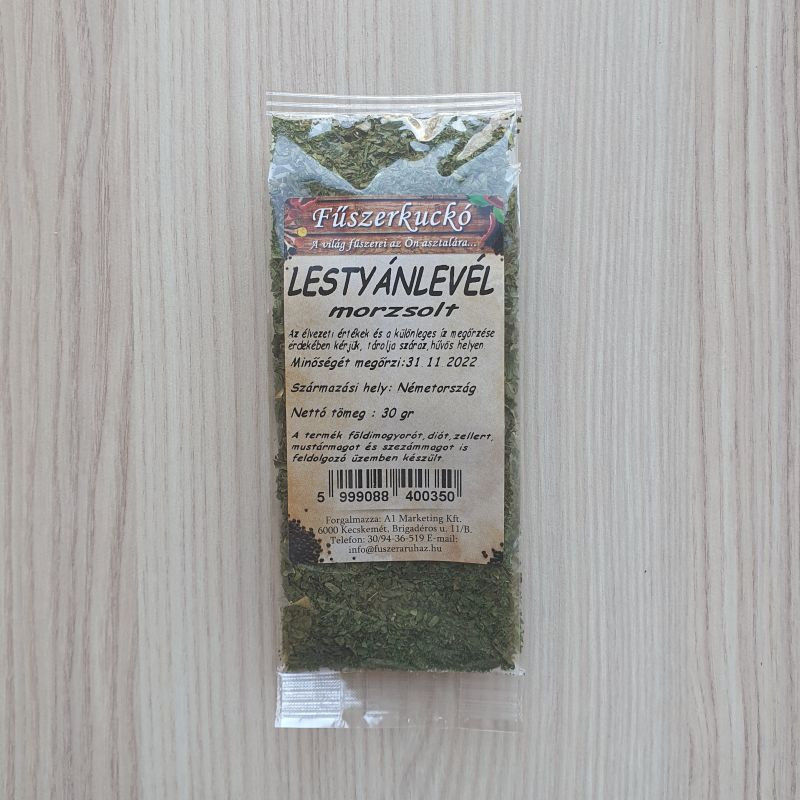 Fűszerkuckó
A világ fűszerei az Ön asztalára...
LESTYÁNLEVÉL
morzsolt
Az élvezeti értékek és a különleges íz megőrzése
érdekében kérjük, tárolja száraz, hűvös helyen.
Minőségét megőrzi:31.11.2022
Származási hely: Németország
Nettó tömeg : 30 gr
A termék földimogyorót, diót, zellert,
mustármagot és szezámmagot is
feldolgozó üzemben készült.
5 999088 400350
Forgalmazza: A1 Marketing Kft.
6000 Kecskemét, Brigadéros u. 11/B.
Telefon: 30/94-36-519 E-mail:
info@fuszeraruhaz.hu